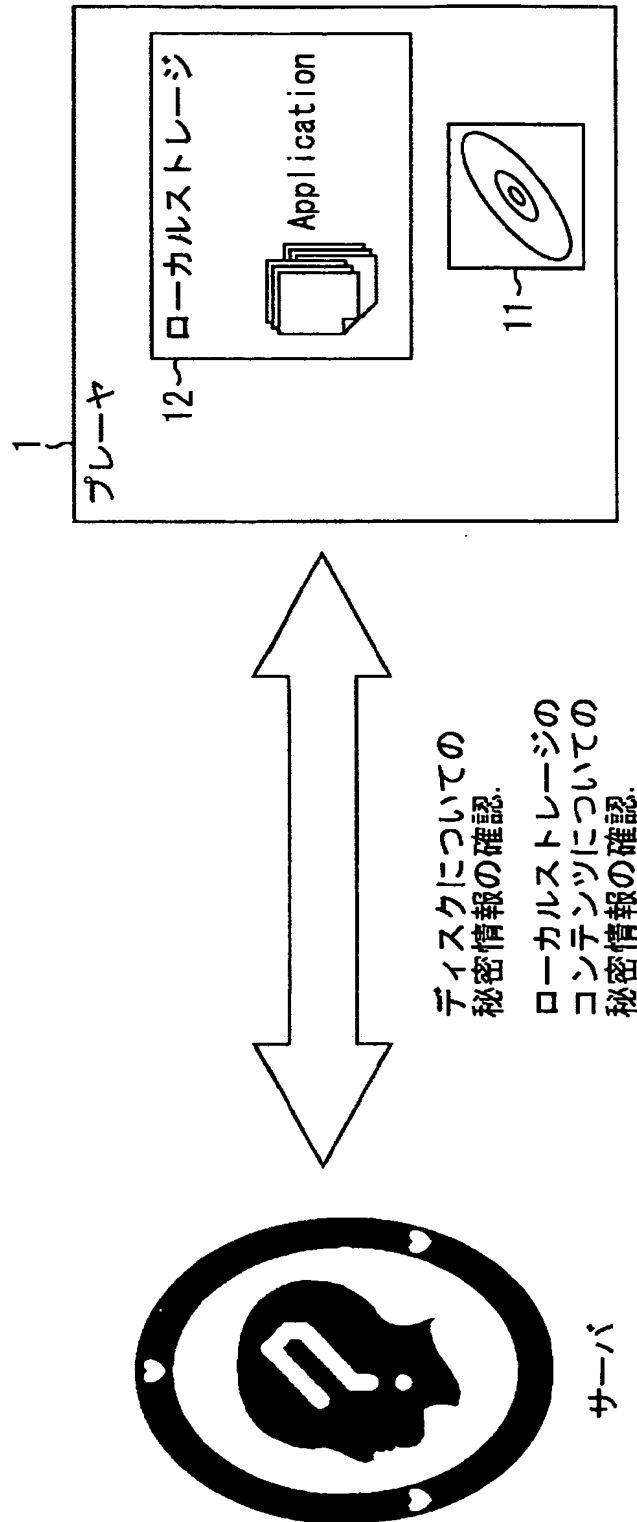 1
プレーヤ
12
ローカルストレージ
Application
11
ディスクについての
秘密情報の確認.
ローカルストレージの
コンテンツについての
秘密情報の確認.
サーバ